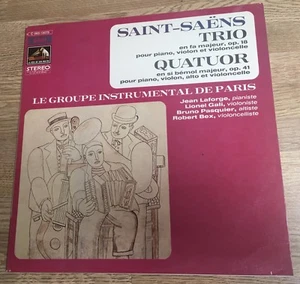 SAINT-SAËNS
TRIO
en fa majeur, op. 18
pour piano, violon et violoncelle
QUATUOR
en si bémol majeur, op. 41
pour piano, violon, alto et violoncelle
STEREO
LE GROUPE INSTRUMENTAL DE PARIS
Jean Laforge, pianiste
Lionel Gali, violoniste
Bruno Pasquier, altiste
Robert Bex, violoncelliste